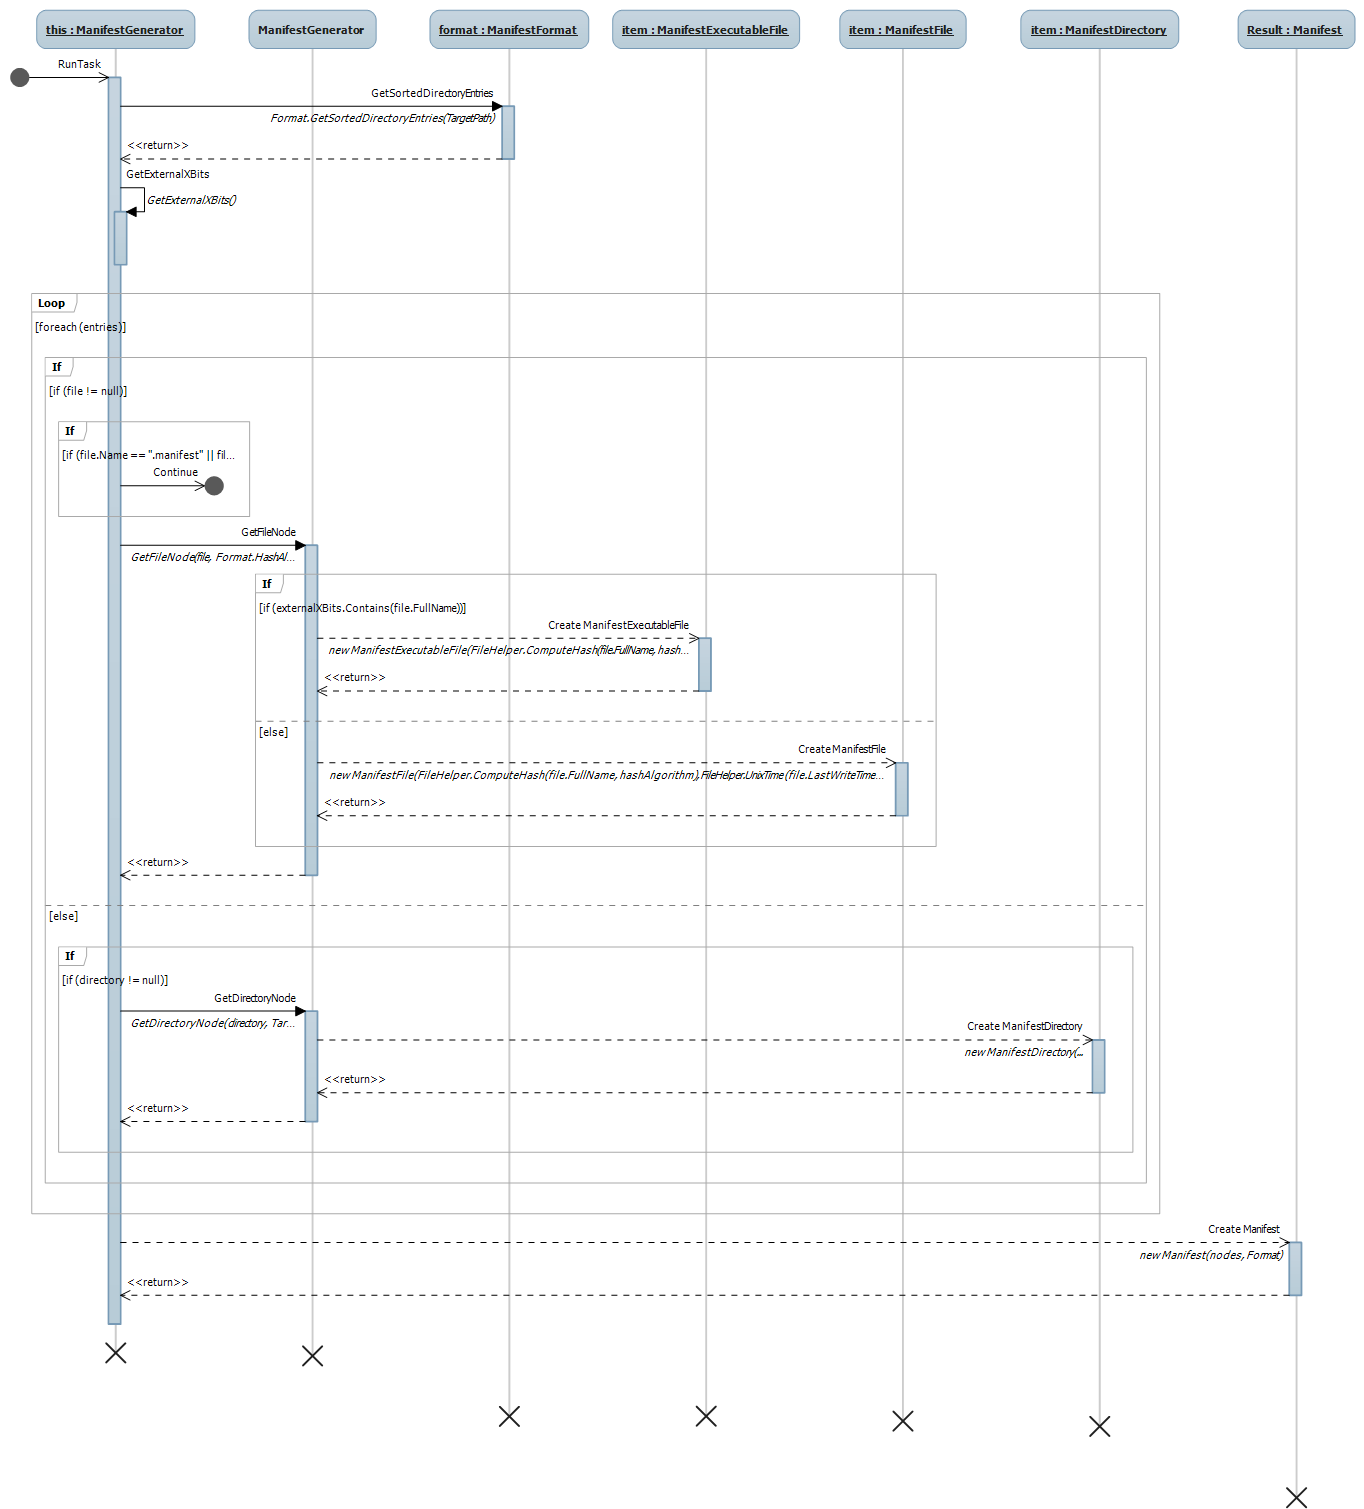 this : ManifestGenerator
ManifestGenerator
format : ManifestFormat
item : ManifestExecutableFile
item : ManifestFile
item : ManifestDirectory
Result : Manifest
RunTask
GetSortedDirectoryEntries
Format.GetSortedDirectoryEntries(TargetPath)
<<return>>
GetExternalXBits
GetExternalXBits()
Loop
[foreach (entries)]
If
[if (file != null)]
If
[if (file.Name == ".manifest" || fil...
Continue
GetFileNode
GetFileNode(file, Format.HashAl...
If
[if (externalXBits.Contains(file.FullName))]
Create ManifestExecutableFile
new ManifestExecutableFile(FileHelper.ComputeHash(file.FullName, hash...
<<return>>
[else]
Create ManifestFile
new ManifestFile(FileHelper.ComputeHash(file.FullName, hashAlgorithm), FileHelper.UnixTime(file.LastWriteTime...
<<return>>
<<return>>
[else]
If
[if (directory != null)]
GetDirectoryNode
GetDirectoryNode(directory, Tar...
Create ManifestDirectory
new ManifestDirectory(...
<<return>>
<<return>>
Create Manifest
new Manifest(nodes, Format)
<<return>>